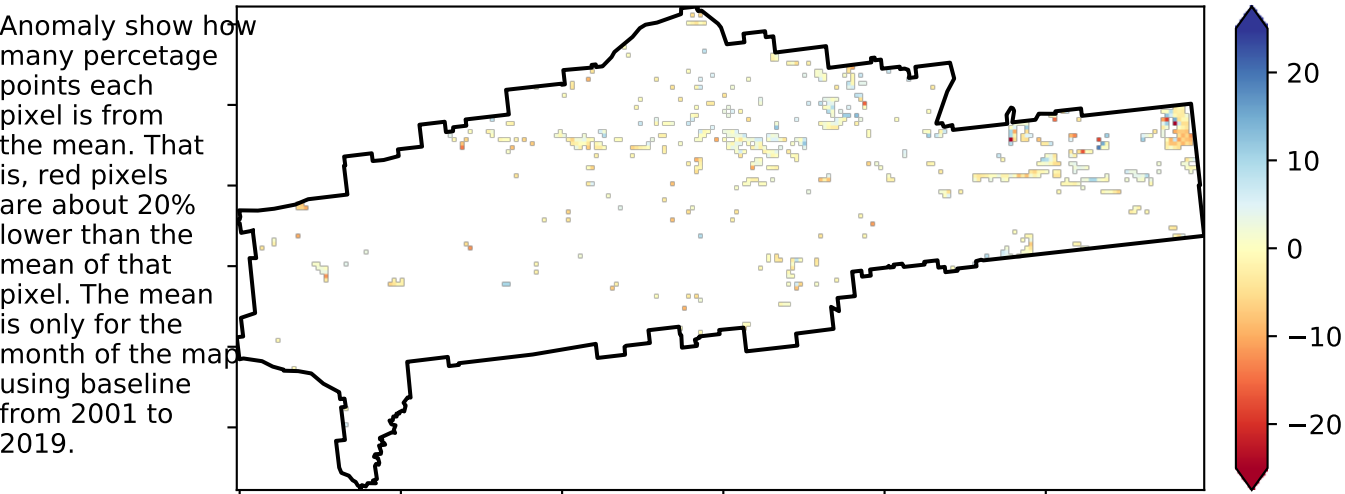 Anomaly show how
many percetage
points each
pixel is from
the mean. That
is, red pixels
are about 20%
lower than the
mean of that
pixel. The mean
is only for the
month of the map
using baseline
from 2001 to
2019.
20
10
0
−10
−20